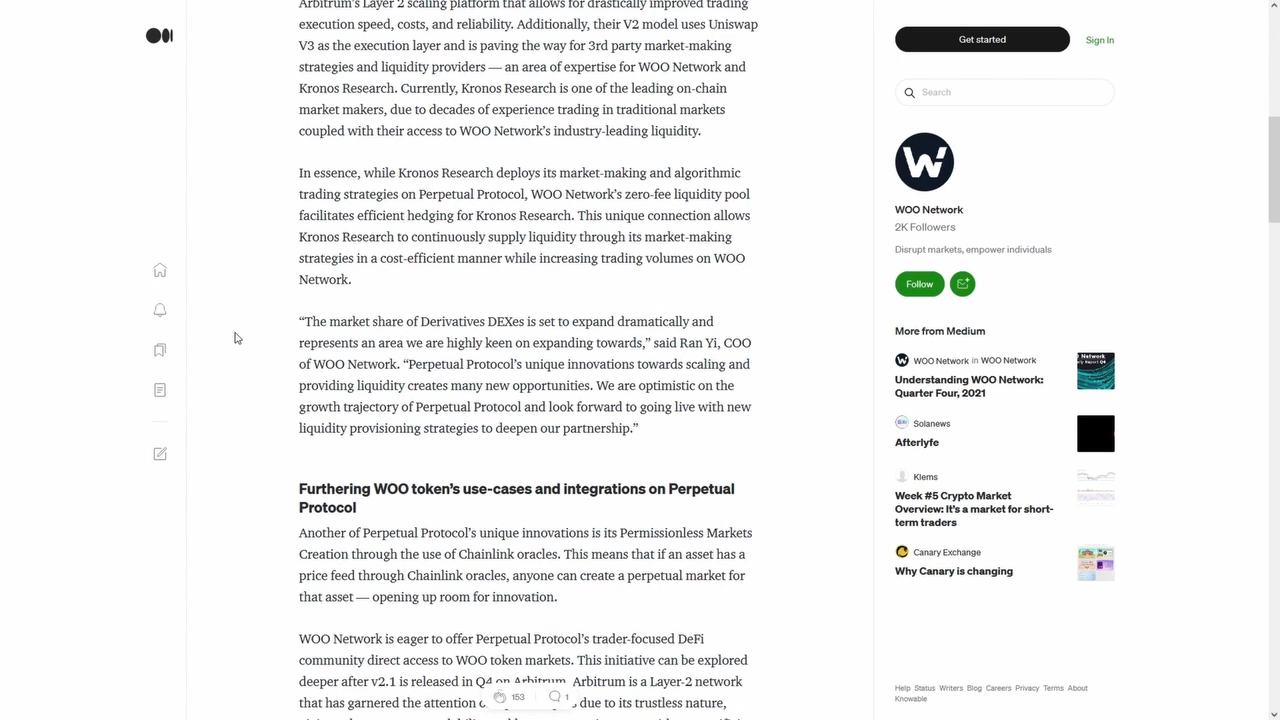 Arbitrum's Layer 2 scaling platform that allows for drastically improved trading
execution speed, costs, and reliability. Additionally, their V2 model uses Uniswap
V3 as the execution layer and is paving the way for 3rd party market-making
strategies and liquidity providers — an area of expertise for WOO Network and
Kronos Research. Currently, Kronos Research is one of the leading on-chain
market makers, due to decades of experience trading in traditional markets
coupled with their access to WOO Network's industry-leading liquidity.
In essence, while Kronos Research deploys its market-making and algorithmic
trading strategies on Perpetual Protocol, WOO Network's zero-fee liquidity pool
facilitates efficient hedging for Kronos Research. This unique connection allows
Kronos Research to continuously supply liquidity through its market-making
strategies in a cost-efficient manner while increasing trading volumes on WOO
Network.
“The market share of Derivatives DEXes is set to expand dramatically and
represents an area we are highly keen on expanding towards,” said Ran Yi, COO
of WOO Network. “Perpetual Protocol's unique innovations towards scaling and
providing liquidity creates many new opportunities. We are optimistic on the
growth trajectory of Perpetual Protocol and look forward to going live with new
liquidity provisioning strategies to deepen our partnership.”
Furthering WOO token's use-cases and integrations on Perpetual
Protocol
Another of Perpetual Protocol's unique innovations is its Permissionless Markets
Creation through the use of Chainlink oracles. This means that if an asset has a
price feed through Chainlink oracles, anyone can create a perpetual market for
that asset — opening up room for innovation.
WOO Network is eager to offer Perpetual Protocol's trader-focused DeFi
community direct access to WOO token markets. This initiative can be explored
deeper after v2.1 is released in Q4 on Arbitrum. Arbitrum is a Layer-2 network
that has garnered the attention of due to its trustless nature,
153 1
Get started Sign In
Search
WOO Network
2K Followers
Disrupt markets, empower individuals
Follow
More from Medium
WOO Network in WOO Network
Understanding WOO Network:
Quarter Four, 2021
Solanews
Afterlyfe
Klems
Week #5 Crypto Market
Overview: It's a market for short-
term traders
Canary Exchange
Why Canary is changing
Help Status Writers Blog Careers Privacy Terms About
Knowable